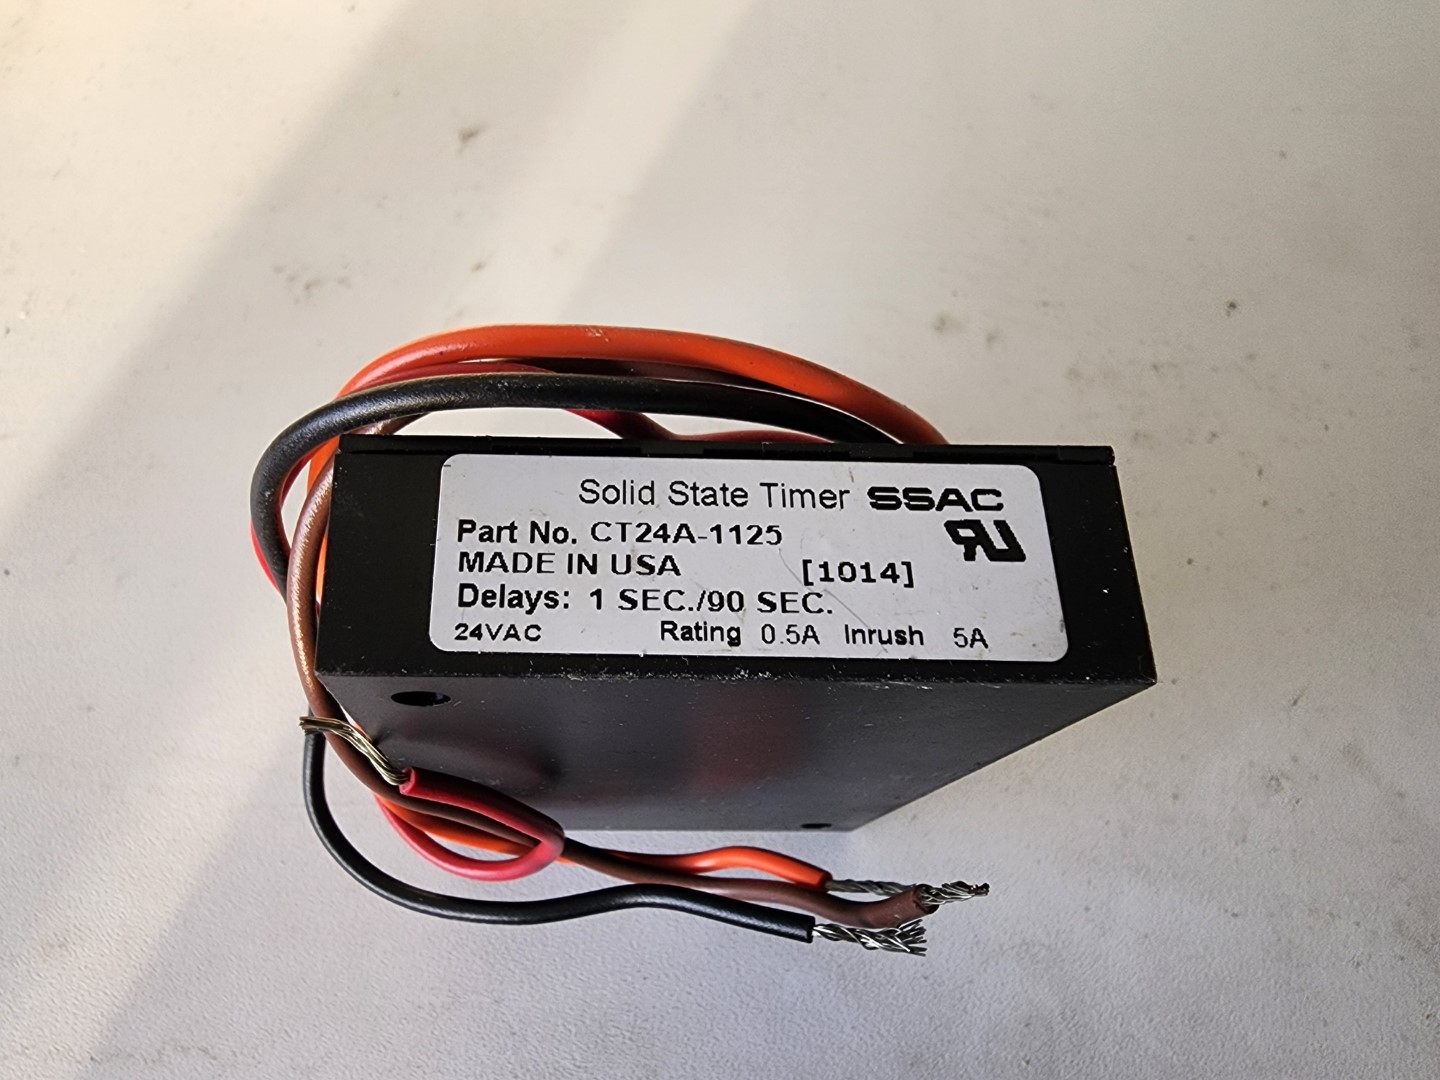 Solid State Timer SSAC
Part No. CT24A-1125 RU
MADE IN USA [1014]
Delays: 1 SEC./90 SEC.
24VAC Rating 0.5A Inrush 5A